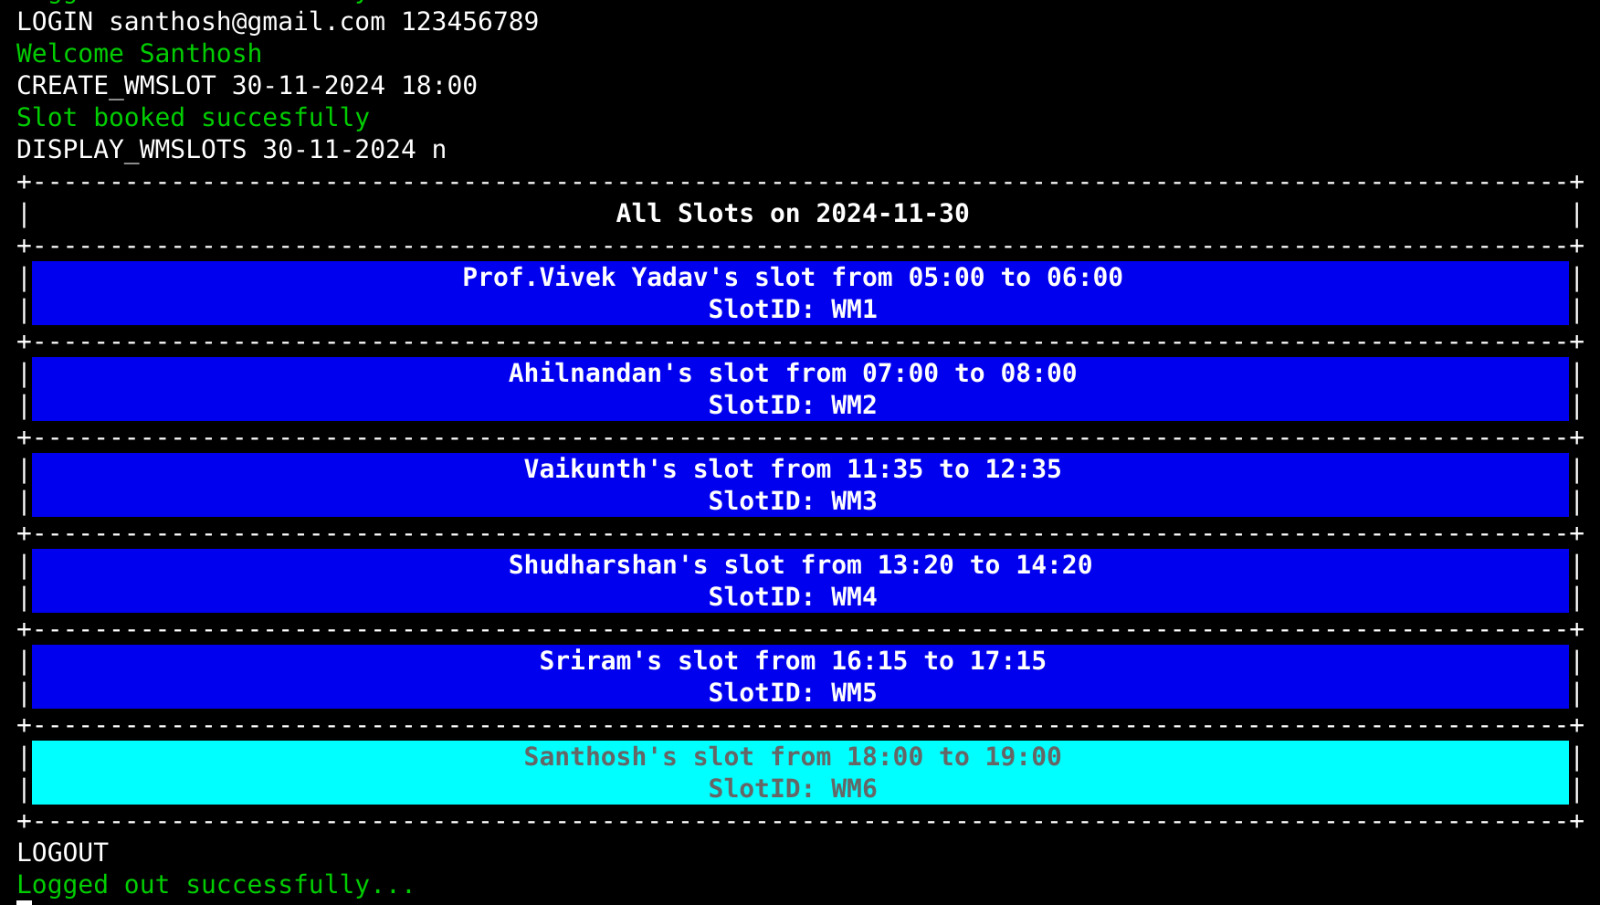 LOGIN santhosh@gmail.com 123456789
Welcome Santhosh
CREATE_WMSLOT 30-11-2024 18:00
Slot booked succesfully
DISPLAY_WMSLOTS 30-11-2024 n
All Slots on 2024-11-30
Prof.Vivek Yadav's slot from 05:00 to 06:00
SlotID: WM1
Ahilnandan's slot from 07:00 to 08:00
SlotID: WM2
Vaikunth's slot from 11:35 to 12:35
SlotID: WM3
Shudharshan's slot from 13:20 to 14:20
SlotID: WM4
Sriram's slot from 16:15 to 17:15
SlotID: WM5
Santhosh's slot from 18:00 to 19:00
SlotID: WM6
LOGOUT
Logged out successfully...